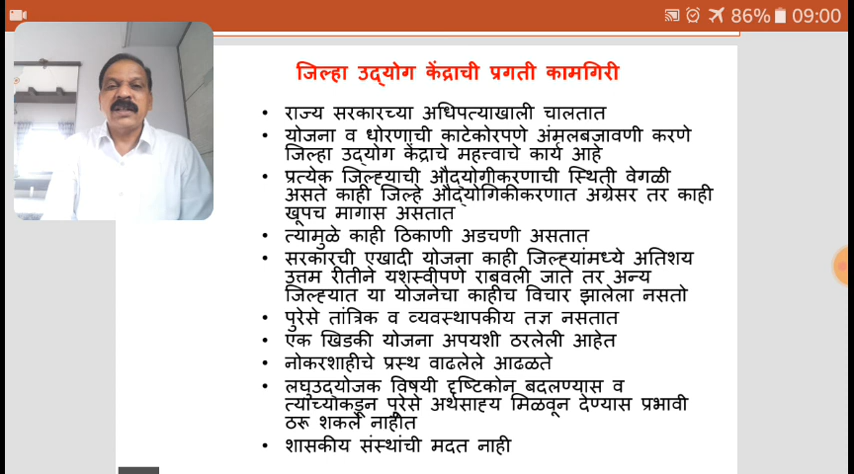 86% 09:00
जिल्हा उद्योग केंद्राची प्रगती कामगिरी
• राज्य सरकारच्या अधिपत्याखाली चालतात
• योजना व धोरणाची काटेकोरपणे अंमलबजावणी करणे
जिल्हा उद्योग केंद्राचे महत्त्वाचे कार्य आहे
• प्रत्येक जिल्ह्याची औद्योगीकरणाची स्थिती वेगळी
असते काही जिल्हे औद्योगिकीकरणात अग्रेसर तर काही
खूपच मागास असतात
• त्यामुळे काही ठिकाणी अडचणी असतात
• सरकारची एखादी योजना काही जिल्ह्यांमध्ये अतिशय
उत्तम रीतीने यशस्वीपणे राबवली जाते तर अन्य
जिल्ह्यात या योजनेचा काहीच विचार झालेला नसतो
• पुरेसे तांत्रिक व व्यवस्थापकीय तज्ञ नसतात
• एक खिडकी योजना अपयशी ठरलेली आहेत
• नोकरशाहीचे प्रस्थ वाढलेले आढळते
• लघुउद्योजक विषयी दृष्टिकोन बदलण्यास व
त्यांच्याकडून पुरेसे अर्थसाह्य मिळवून देण्यास प्रभावी
ठरू शकले नाहीत
• शासकीय संस्थांची मदत नाही